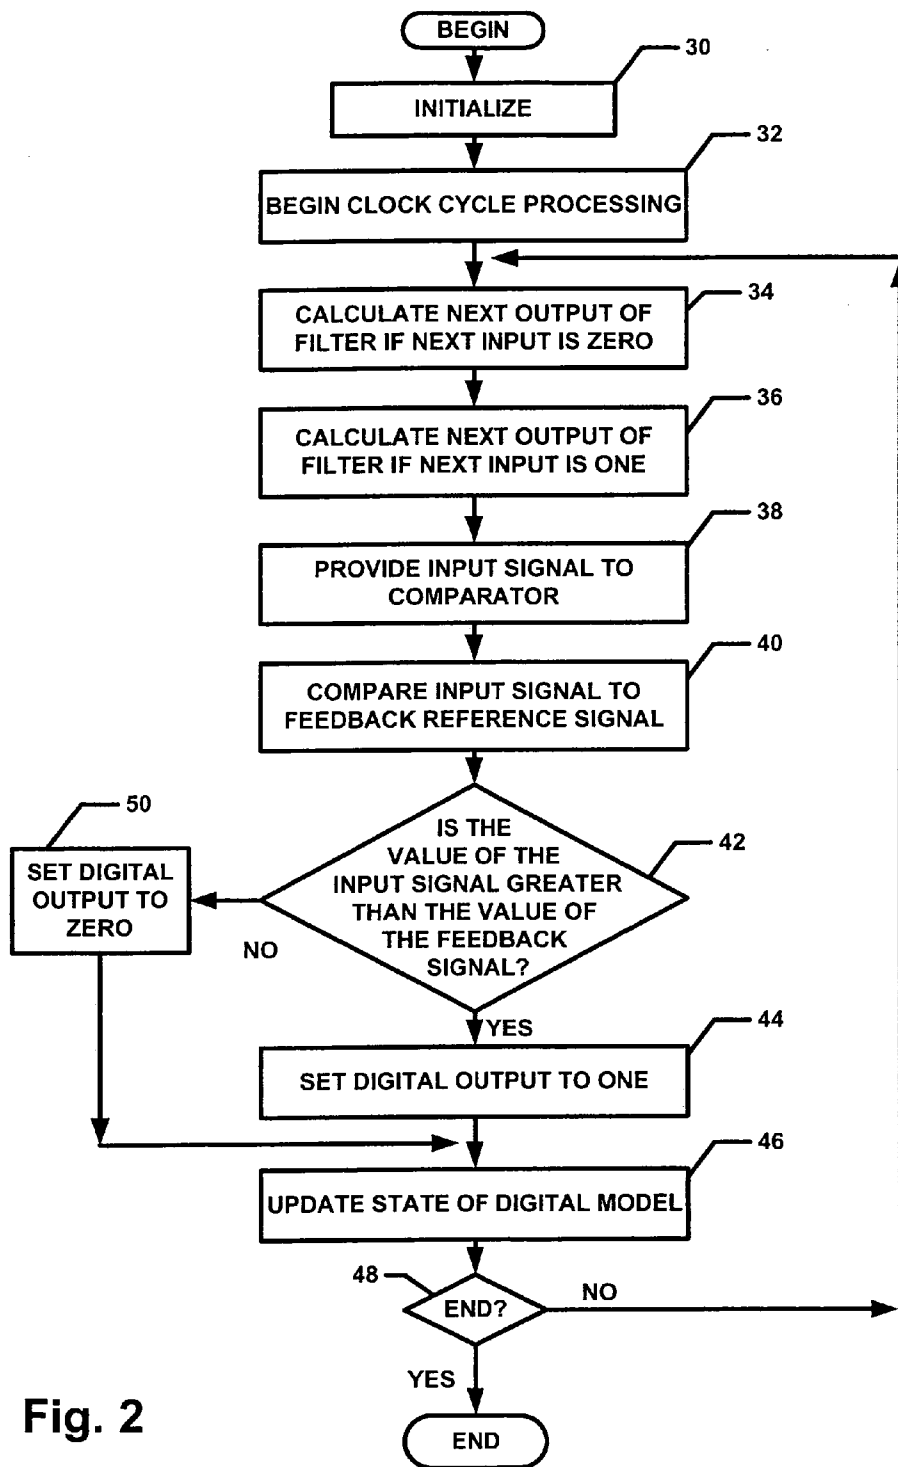 BEGIN
30
INITIALIZE
32
BEGIN CLOCK CYCLE PROCESSING
34
CALCULATE NEXT OUTPUT OF
FILTER IF NEXT INPUT IS ZERO
36
CALCULATE NEXT OUTPUT OF
FILTER IF NEXT INPUT IS ONE
38
PROVIDE INPUT SIGNAL TO
COMPARATOR
40
COMPARE INPUT SIGNAL TO
FEEDBACK REFERENCE SIGNAL
50
SET DIGITAL
OUTPUT TO
ZERO
NO
42
IS THE
VALUE OF THE
INPUT SIGNAL GREATER
THAN THE VALUE OF
THE FEEDBACK
SIGNAL?
YES
44
SET DIGITAL OUTPUT TO ONE
46
UPDATE STATE OF DIGITAL MODEL
48
END?
NO
YES
END
Fig. 2